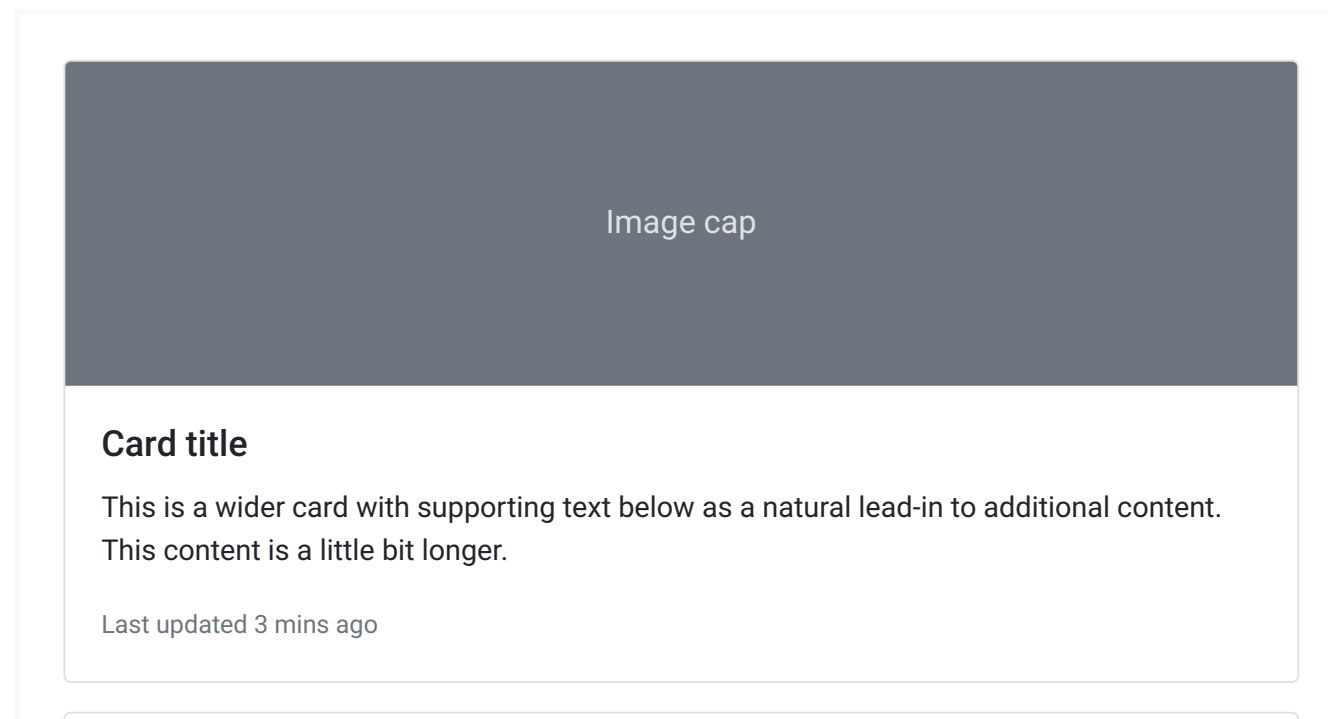 Image cap
Card title
This is a wider card with supporting text below as a natural lead-in to additional content.
This content is a little bit longer.
Last updated 3 mins ago